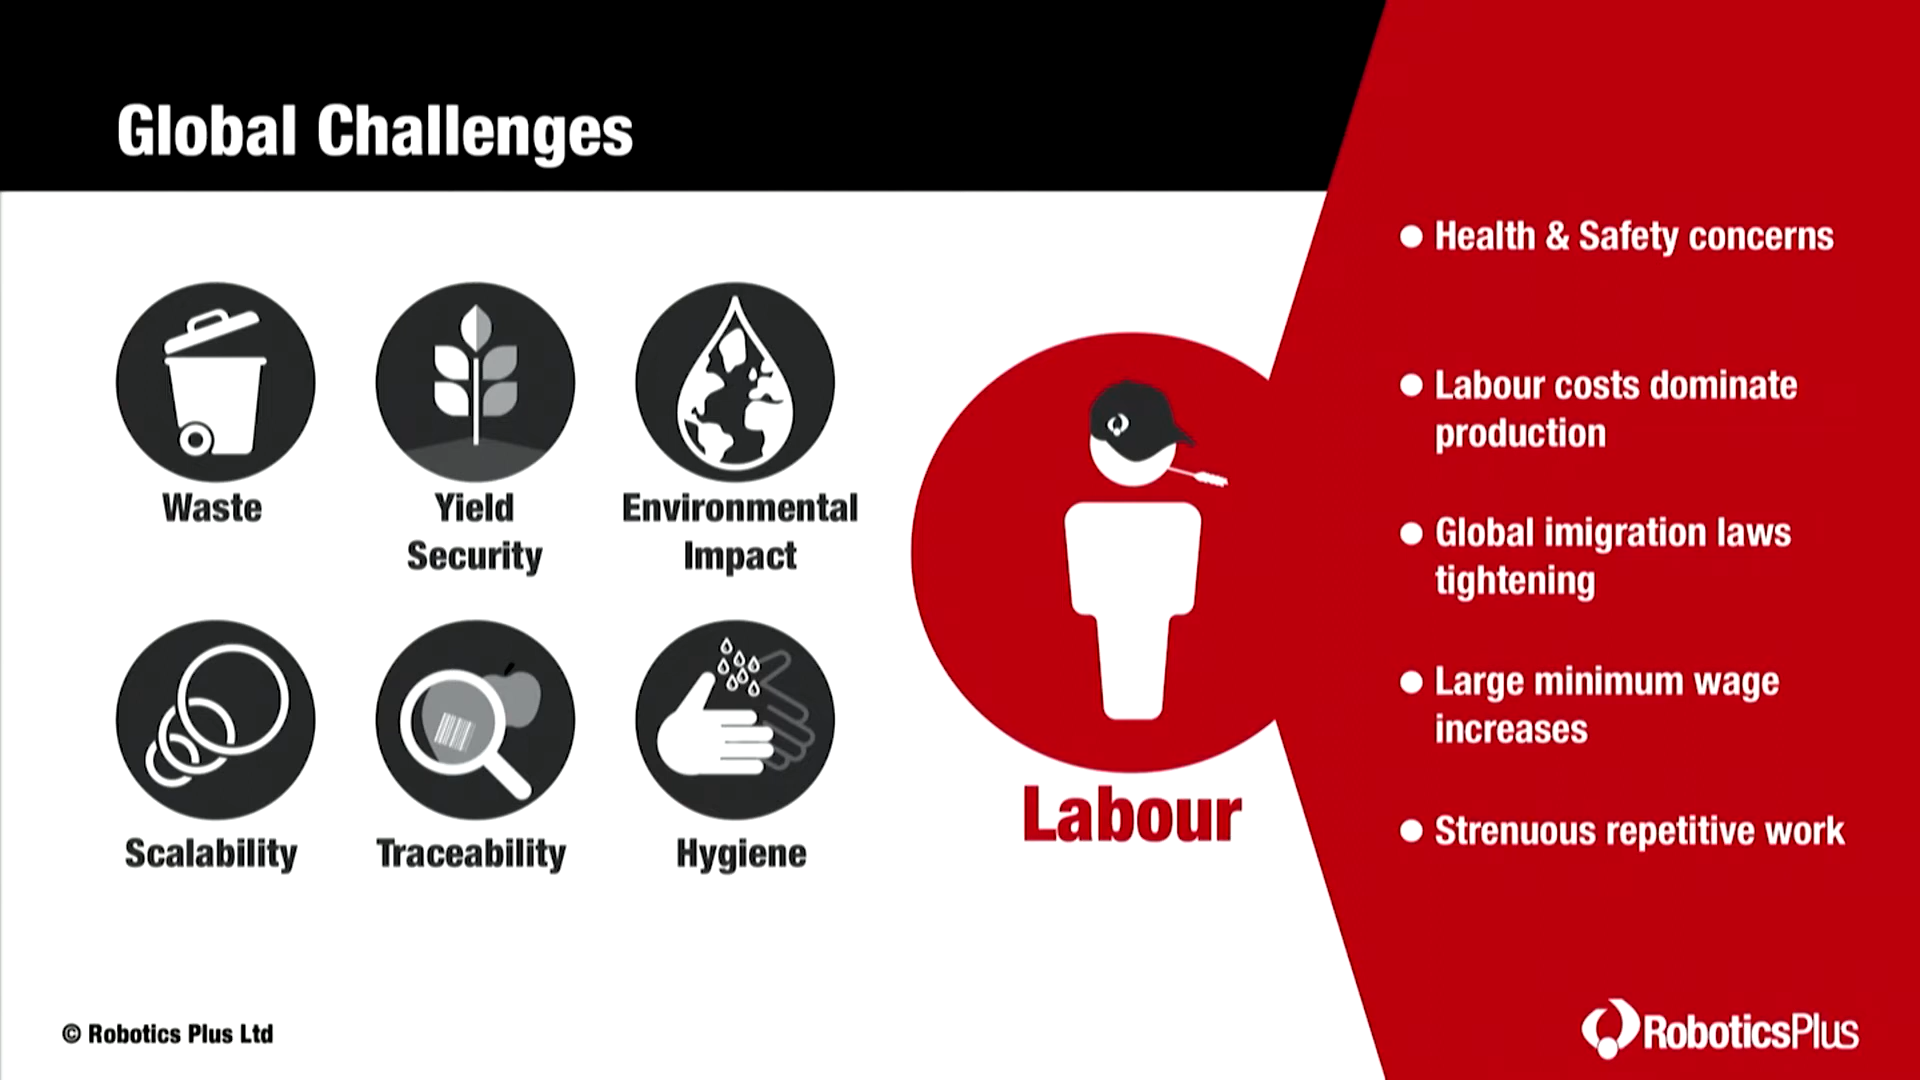 Global Challenges
Waste
Yield
Security
Environmental
Impact
Scalability
Traceability
Hygiene
Labour
Health & Safety concerns
Labour costs dominate
production
Global imigration laws
tightening
Large minimum wage
increases
Strenuous repetitive work
© Robotics Plus Ltd
RoboticsPlus